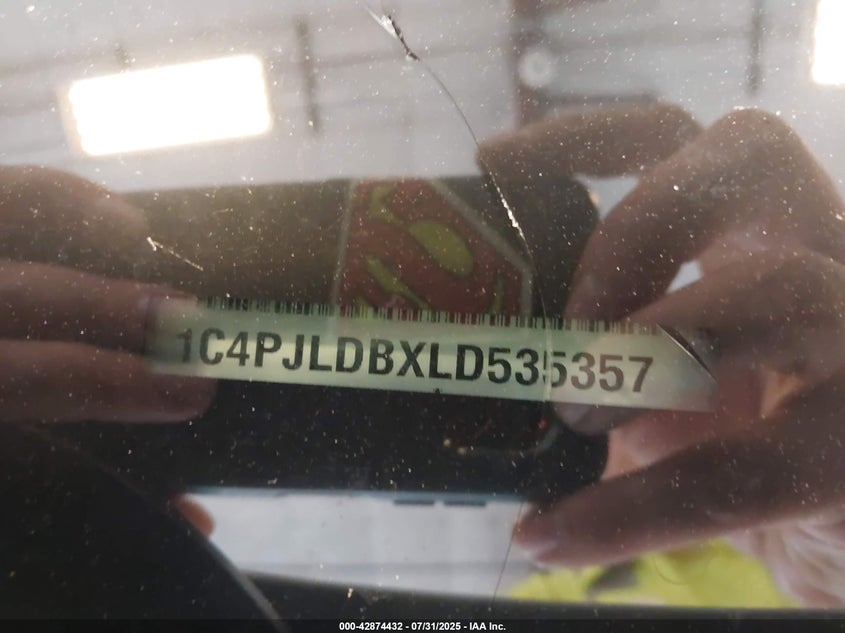 1C4PJLDBXLD535357
000-42874432 - 07/31/2025 - IAA Inc.